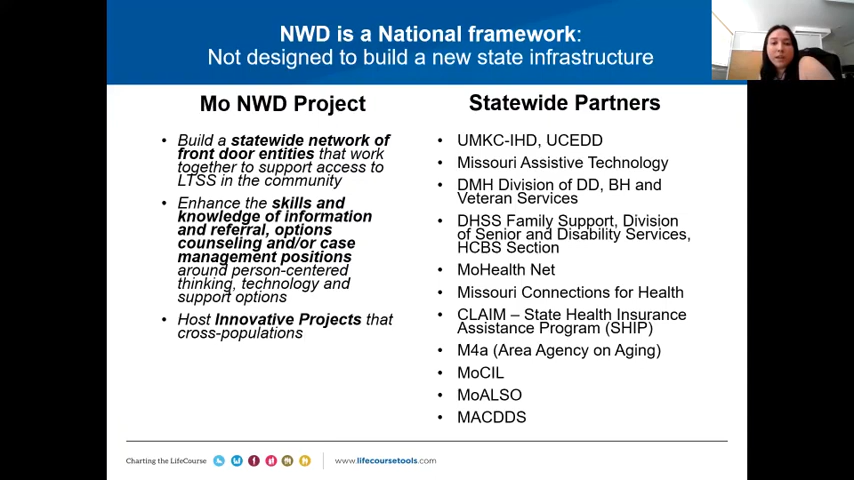 NWD is a National framework:
Not designed to build a new state infrastructure
Mo NWD Project
• Build a statewide network of
front door entities that work
together to support access to
LTSS in the community
• Enhance the skills and
knowledge of information
and referral, options
counseling and/or case
management positions
around person-centered
thinking, technology and
support options
• Host Innovative Projects that
cross-populations
Statewide Partners
• UMKC-IHD, UCEDD
• Missouri Assistive Technology
• DMH Division of DD, BH and
Veteran Services
• DHSS Family Support, Division
of Senior and Disability Services,
HCBS Section
• MoHealth Net
• Missouri Connections for Health
• CLAIM – State Health Insurance
Assistance Program (SHIP)
• M4a (Area Agency on Aging)
• MoCIL
• MoALSO
• MACDDS
Charting the LifeCourse
www.lifecoursetools.com